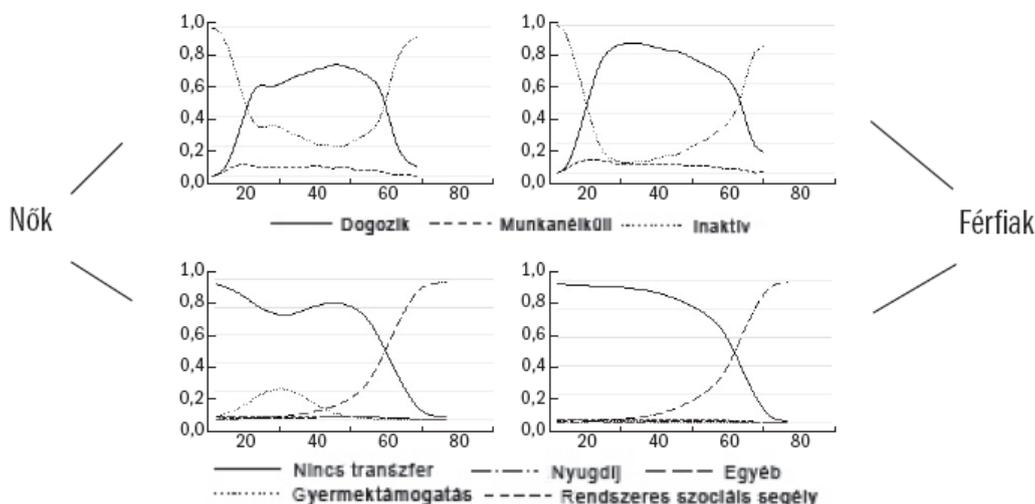 1,0 1,0
0,8 0,8
0,6 0,6
0,4 0,4
0,2 0,2
0,0 0,0
20 40 60 80 20 40 60 80
Nők Férfiak
Dogozik Munkanélküli Inaktív
1,0 1,0
0,8 0,8
0,6 0,6
0,4 0,4
0,2 0,2
0,0 0,0
20 40 60 80 20 40 60 80
Nincs transzfer Nyugdíj Egyéb
Gyermektámogatás Rendszeres szociális segély